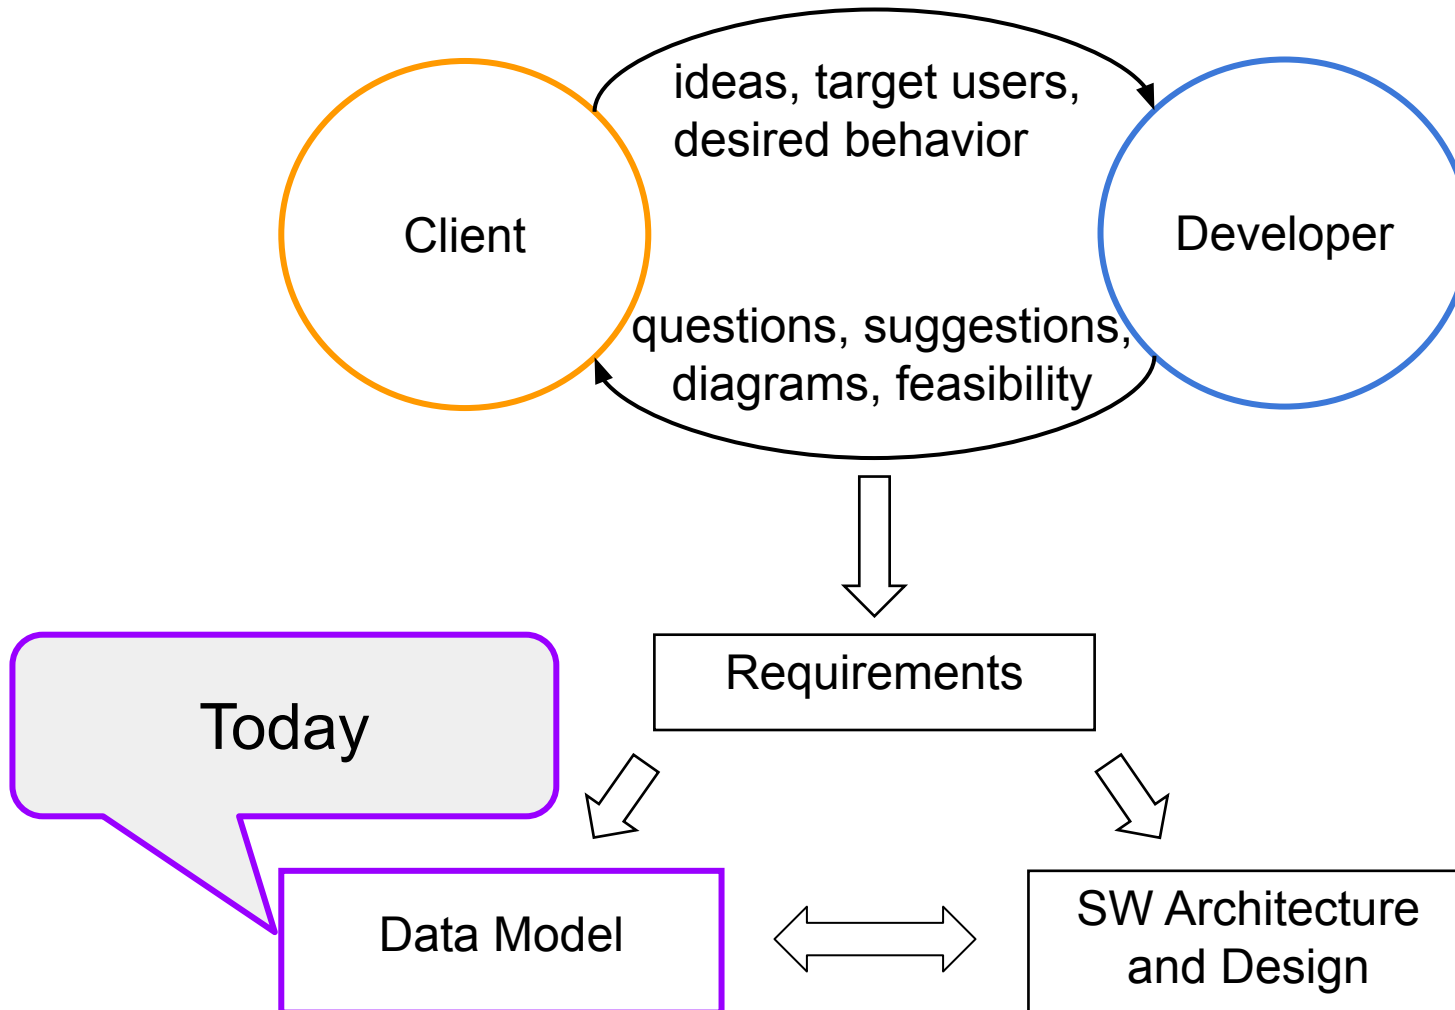 ideas, target users,
desired behavior
Client
Developer
questions, suggestions,
diagrams, feasibility
Requirements
Today
Data Model
SW Architecture
and Design